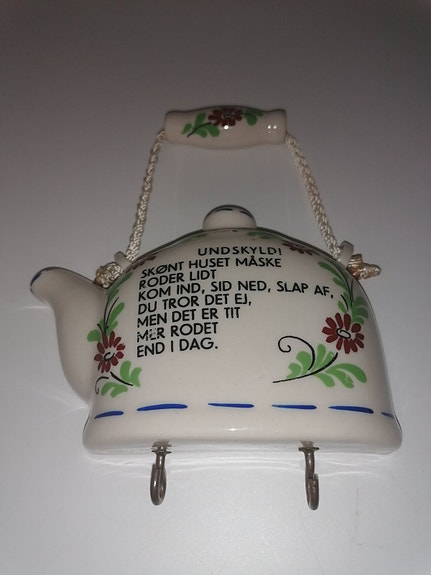 UNDSKYLD!
SKØNT HUSET MÅSKE
RODER LIDT
KOM IND, SID NED, SLAP AF,
DU TROR DET EJ,
MEN DET ER TIT
MER RODET
END I DAG.